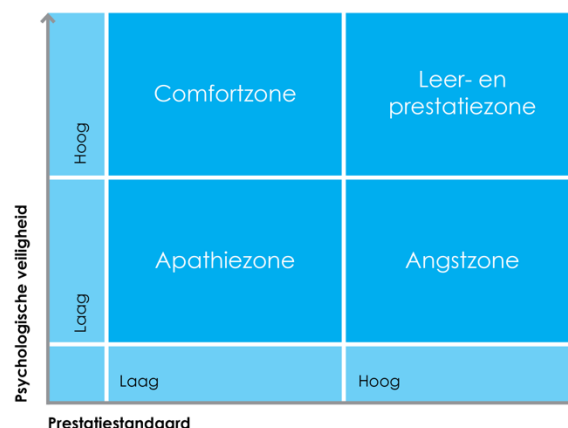 Psychologische veiligheid
Hoog
Comfortzone
Leer- en
prestatiezone
Laag
Apathiezone
Angstzone
Laag
Hoog
Prestatiestandaard